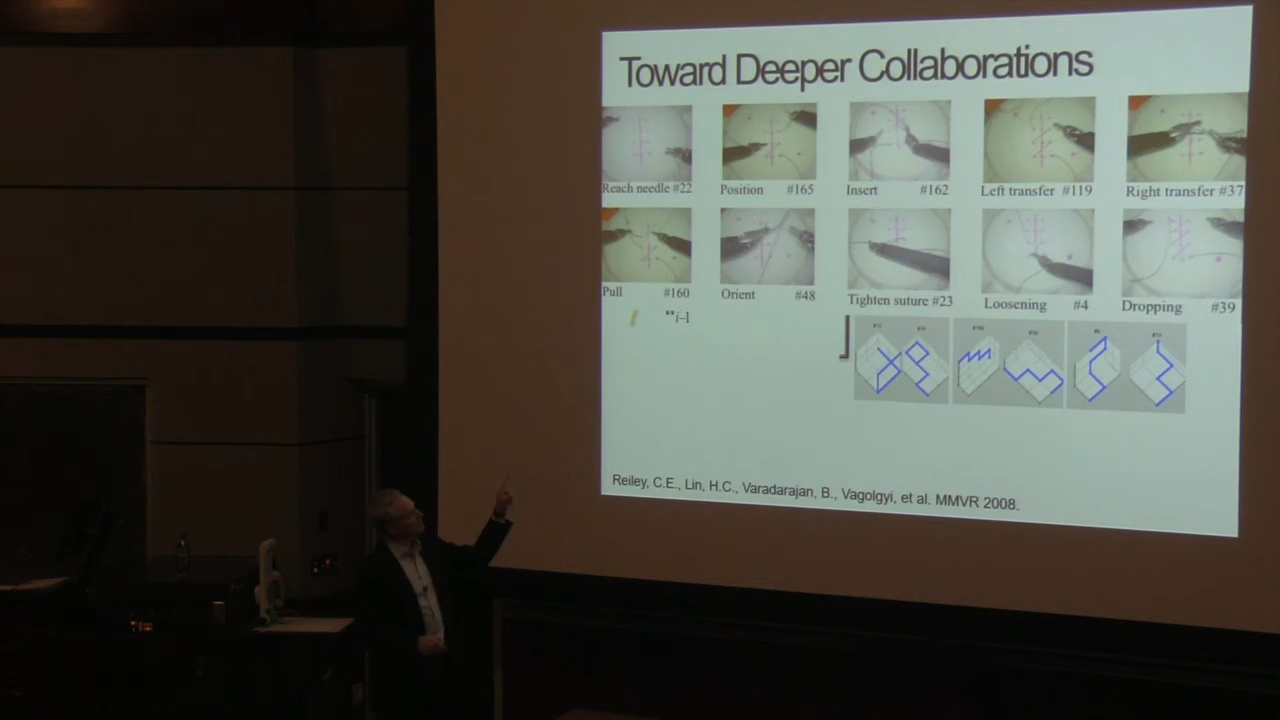 Toward Deeper Collaborations
Reach needle #22
Position #165
Insert #162
Left transfer #119
Right transfer #37
Pull #160
Orient #48
Tighten suture #23
Loosening #4
Dropping #39
i–1
Reiley, C.E., Lin, H.C., Varadarajan, B., Vagolgyi, et al. MMVR 2008.